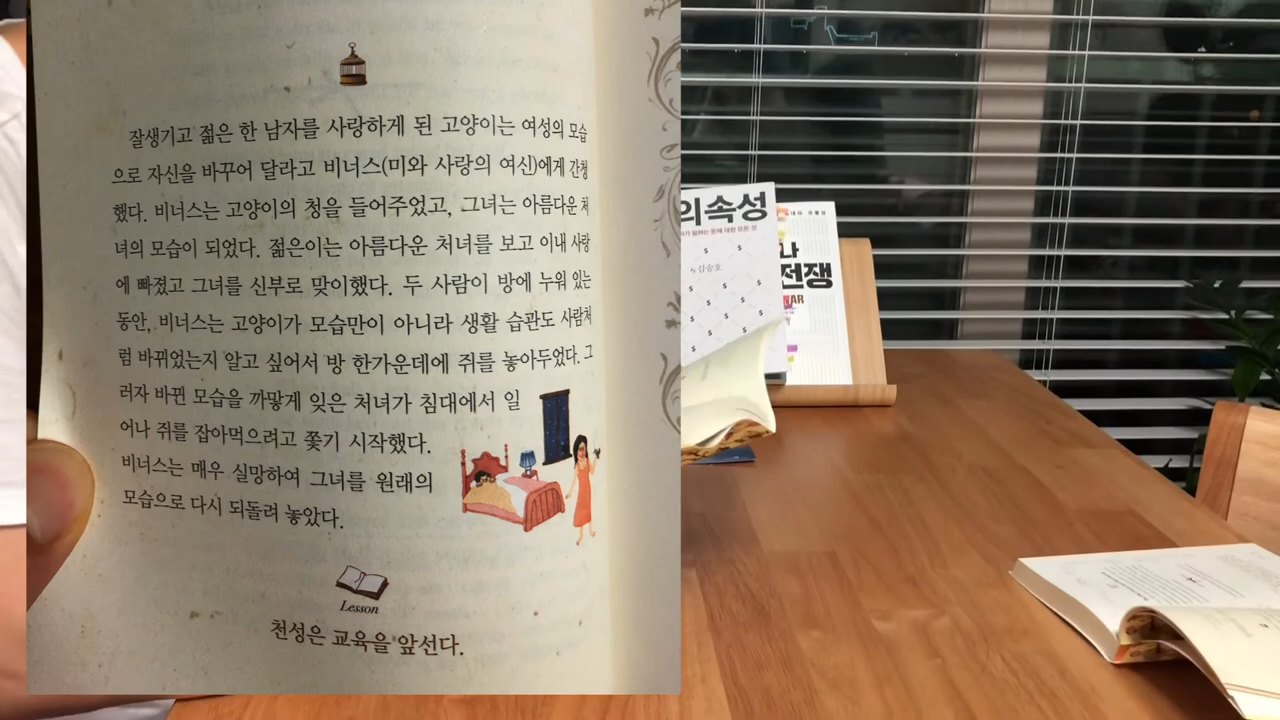 잘생기고 젊은 한 남자를 사랑하게 된 고양이는 여성의 모습
으로 자신을 바꾸어 달라고 비너스(미와 사랑의 여신)에게 간청
했다. 비너스는 고양이의 청을 들어주었고, 그녀는 아름다운 처
녀의 모습이 되었다. 젊은이는 아름다운 처녀를 보고 이내 사랑
에 빠졌고 그녀를 신부로 맞이했다. 두 사람이 방에 누워 있는
동안, 비너스는 고양이가 모습만이 아니라 생활 습관도 사람처
럼 바뀌었는지 알고 싶어서 방 한가운데에 쥐를 놓아두었다. 그
러자 바뀐 모습을 까맣게 잊은 처녀가 침대에서 일
어나 쥐를 잡아먹으려고 쫓기 시작했다.
비너스는 매우 실망하여 그녀를 원래의
모습으로 다시 되돌려 놓았다.
Lesson
천성은 교육을 앞선다.
의속성
김승호
나
전쟁
WAR